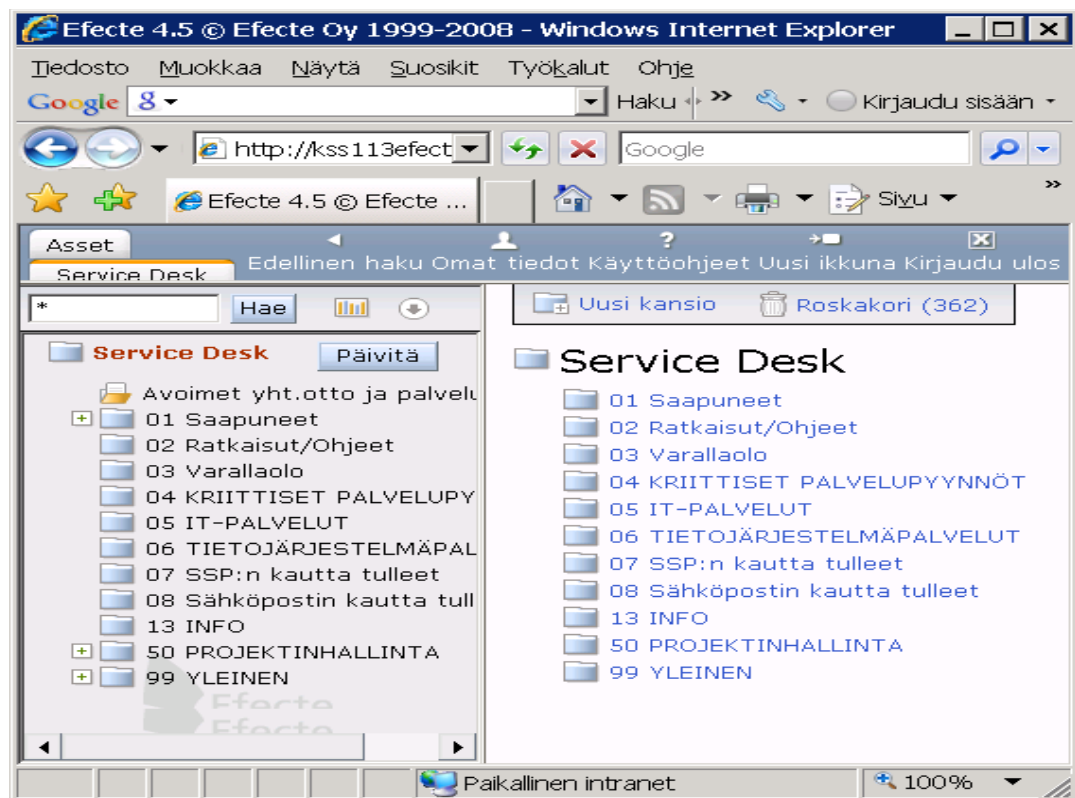 Efecte 4.5 © Efecte Oy 1999-2008 - Windows Internet Explorer
Tiedosto Muokkaa Näytä Suosikit Työkalut Ohje
Google 8 Haku » Kirjaudu sisään
http://kss113efect Google
Efecte 4.5 © Efecte ... Sivu »
Asset
Service Desk
Edellinen haku Omat tiedot Käyttöohjeet Uusi ikkuna Kirjaudu ulos
* Hae
Service Desk Päivitä
Avoimet yht.otto ja palvelu
01 Saapuneet
02 Ratkaisut/Ohjeet
03 Varallaolo
04 KRIITTISET PALVELUPY
05 IT-PALVELUT
06 TIETOJÄRJESTELMÄPAL
07 SSP:n kautta tulleet
08 Sähköpostin kautta tull
13 INFO
50 PROJEKTINHALLINTA
99 YLEINEN
Efecte
Efecte
Uusi kansio Roskakori (362)
Service Desk
01 Saapuneet
02 Ratkaisut/Ohjeet
03 Varallaolo
04 KRIITTISET PALVELUPYYNNÖT
05 IT-PALVELUT
06 TIETOJÄRJESTELMÄPALVELUT
07 SSP:n kautta tulleet
08 Sähköpostin kautta tulleet
13 INFO
50 PROJEKTINHALLINTA
99 YLEINEN
Paikallinen intranet 100%